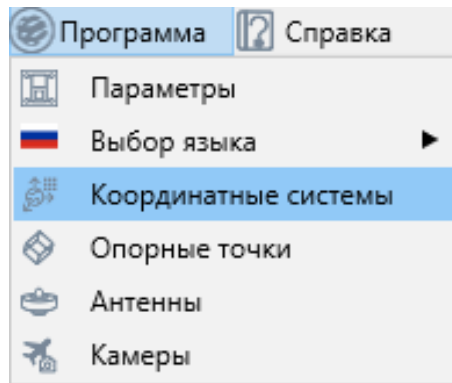 Программа Справка
Параметры
Выбор языка
Координатные системы
Опорные точки
Антенны
Камеры